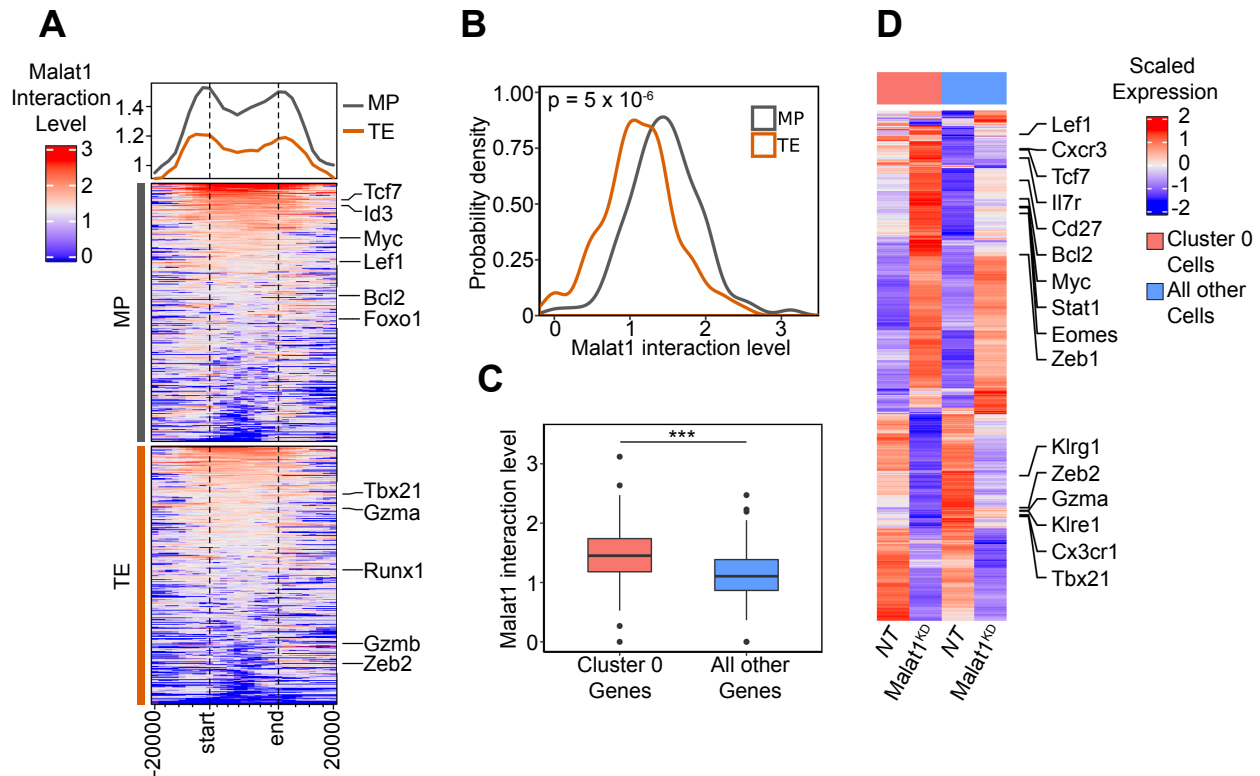 A
Malat1
Interaction
Level
3
2
1
0
1.4
1.2
1
MP
TE
MP
Tcf7
Id3
Myc
Lef1
Bcl2
Foxo1
TE
Tbx21
Gzma
Runx1
Gzmb
Zeb2
-20000
start
end
20000
B
p = 5 x 10-6
MP
TE
Probability density
1.00
0.75
0.50
0.25
0
0
1
2
3
Malat1 interaction level
C
***
Malat1 interaction level
3
2
1
0
Cluster 0
Genes
All other
Genes
D
Lef1
Cxcr3
Tcf7
Il7r
Cd27
Bcl2
Myc
Stat1
Eomes
Zeb1
Klrg1
Zeb2
Gzma
Klre1
Cx3cr1
Tbx21
NT
Malat1KD
NT
Malat1KD
Scaled
Expression
2
1
0
-1
-2
Cluster 0
Cells
All other
Cells